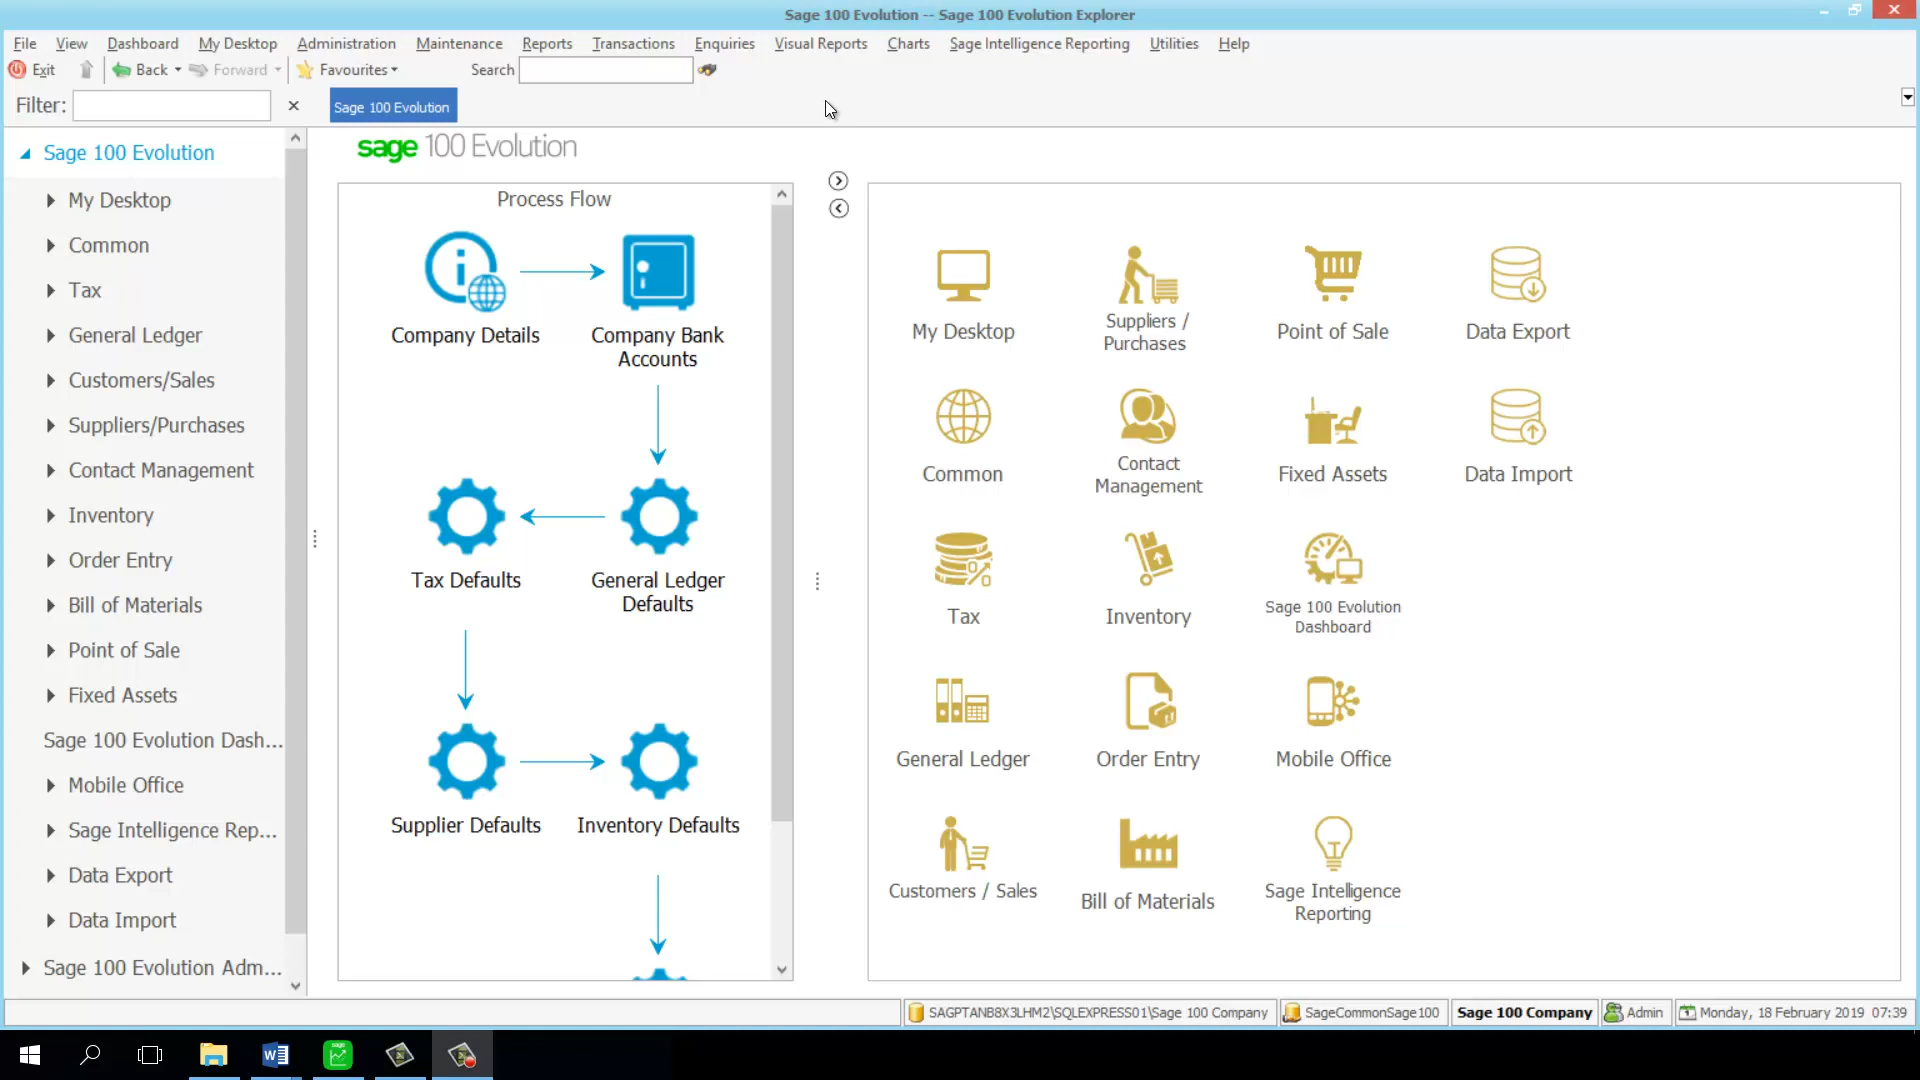 Sage 100 Evolution -- Sage 100 Evolution Explorer
File View Dashboard My Desktop Administration Maintenance Reports Transactions Enquiries Visual Reports Charts Sage Intelligence Reporting Utilities Help
Exit Back Forward Favourites Search
Filter: Sage 100 Evolution
Sage 100 Evolution
My Desktop
Common
Tax
General Ledger
Customers/Sales
Suppliers/Purchases
Contact Management
Inventory
Order Entry
Bill of Materials
Point of Sale
Fixed Assets
Sage 100 Evolution Dash...
Mobile Office
Sage Intelligence Rep...
Data Export
Data Import
Sage 100 Evolution Adm...
sage 100 Evolution
Process Flow
Company Details
Company Bank
Accounts
Tax Defaults
General Ledger
Defaults
Supplier Defaults
Inventory Defaults
My Desktop
Suppliers /
Purchases
Point of Sale
Data Export
Common
Contact
Management
Fixed Assets
Data Import
Tax
Inventory
Sage 100 Evolution
Dashboard
General Ledger
Order Entry
Mobile Office
Customers / Sales
Bill of Materials
Sage Intelligence
Reporting
SAGPTANB8X3LHM2\SQLEXPRESS01\Sage 100 Company SageCommonSage100 Sage 100 Company Admin Monday, 18 February 2019 07:39